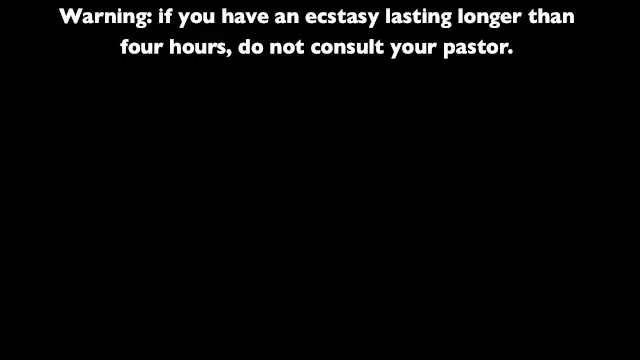 Warning: if you have an ecstasy lasting longer than
four hours, do not consult your pastor.